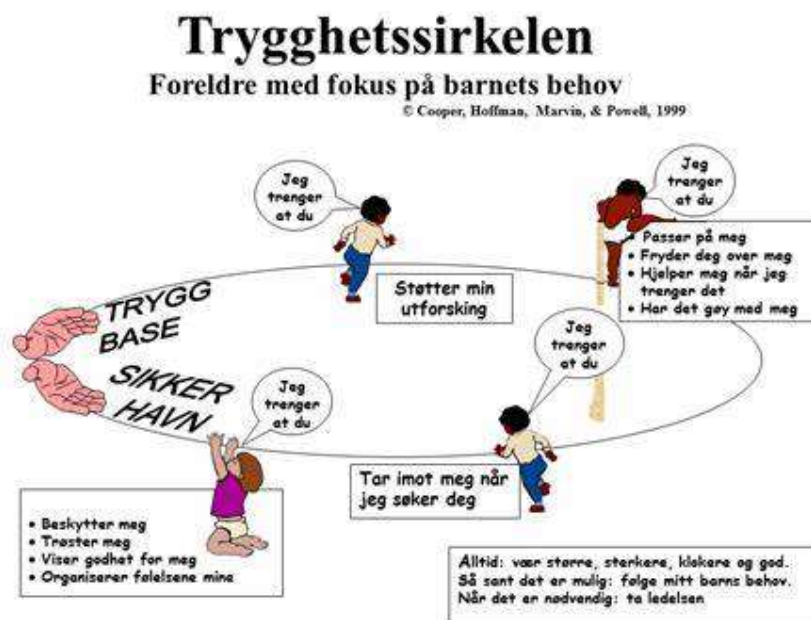 Trygghetssirkelen
Foreldre med fokus på barnets behov
© Cooper, Hoffman, Marvin, & Powell, 1999
Jeg
trenger
at du
Støtter min
utforsking
Jeg
trenger
at du
• Passer på meg
• Fryder deg over meg
• Hjelper meg når jeg
trenger det
• Har det gøy med meg
TRYGG
BASE
SIKKER
HAVN
Jeg
trenger
at du
Tar imot meg når
jeg søker deg
Jeg
trenger
at du
• Beskytter meg
• Trøster meg
• Viser godhet for meg
• Organiserer følelsene mine
Alltid: vær større, sterkere, klokere og god.
Så sant det er mulig: følge mitt barns behov.
Når det er nødvendig: ta ledelsen